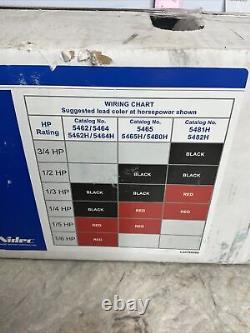 WIRING CHART
Suggested lead color at horsepower shown
HP Rating
Catalog No. 5462/5464 5462H/5464H
Catalog No. 5465 5465H/5480H
Catalog No. 5481H 5482H
3/4 HP BLACK
1/2 HP BLACK BLACK
1/3 HP BLACK BLACK RED
1/4 HP BLACK RED RED
1/5 HP RED RED
1/6 HP RED
Nidec